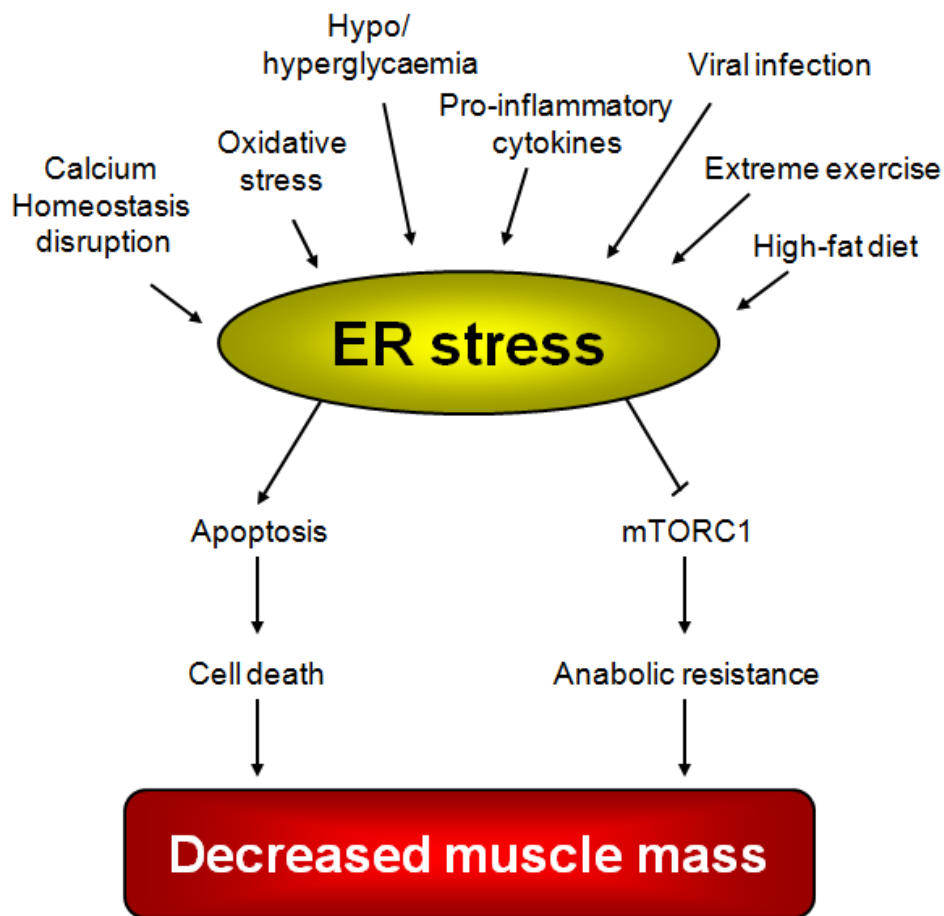 Hypo/
hyperglycaemia
Viral infection
Pro-inflammatory
cytokines
Oxidative
stress
Calcium
Homeostasis
disruption
Extreme exercise
High-fat diet
ER stress
Apoptosis
mTORC1
Cell death
Anabolic resistance
Decreased muscle mass